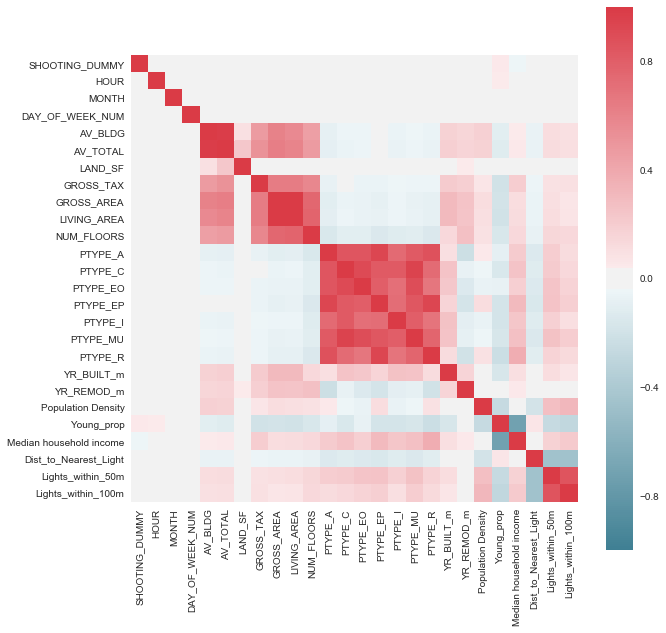 SHOOTING_DUMMY
HOUR
MONTH
DAY_OF_WEEK_NUM
AV_BLDG
AV_TOTAL
LAND_SF
GROSS_TAX
GROSS_AREA
LIVING_AREA
NUM_FLOORS
PTYPE_A
PTYPE_C
PTYPE_EO
PTYPE_EP
PTYPE_I
PTYPE_MU
PTYPE_R
YR_BUILT_m
YR_REMOD_m
Population Density
Young_prop
Median household income
Dist_to_Nearest_Light
Lights_within_50m
Lights_within_100m
SHOOTING_DUMMY
HOUR
MONTH
DAY_OF_WEEK_NUM
AV_BLDG
AV_TOTAL
LAND_SF
GROSS_TAX
GROSS_AREA
LIVING_AREA
NUM_FLOORS
PTYPE_A
PTYPE_C
PTYPE_EO
PTYPE_EP
PTYPE_I
PTYPE_MU
PTYPE_R
YR_BUILT_m
YR_REMOD_m
Population Density
Young_prop
Median household income
Dist_to_Nearest_Light
Lights_within_50m
Lights_within_100m
0.8
0.4
0.0
−0.4
−0.8